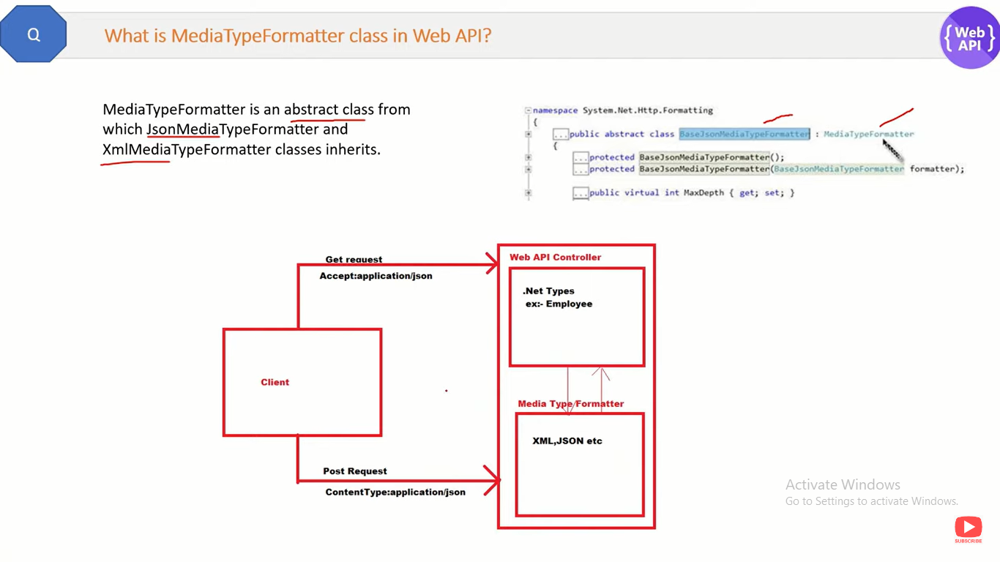 Q
What is MediaTypeFormatter class in Web API?
{ Web }
API
MediaTypeFormatter is an abstract class from
which JsonMediaTypeFormatter and
XmlMediaTypeFormatter classes inherits.
namespace System.Net.Http.Formatting
{
...public abstract class BaseJsonMediaTypeFormatter : MediaTypeFormatter
{
...protected BaseJsonMediaTypeFormatter();
...protected BaseJsonMediaTypeFormatter(BaseJsonMediaTypeFormatter formatter);
...public virtual int MaxDepth { get; set; }
Get request
Accept:application/json
Web API Controller
.Net Types
ex:- Employee
Client
Media Type Formatter
XML,JSON etc
Post Request
ContentType:application/json
Activate Windows
Go to Settings to activate Windows.
SUBSCRIBE